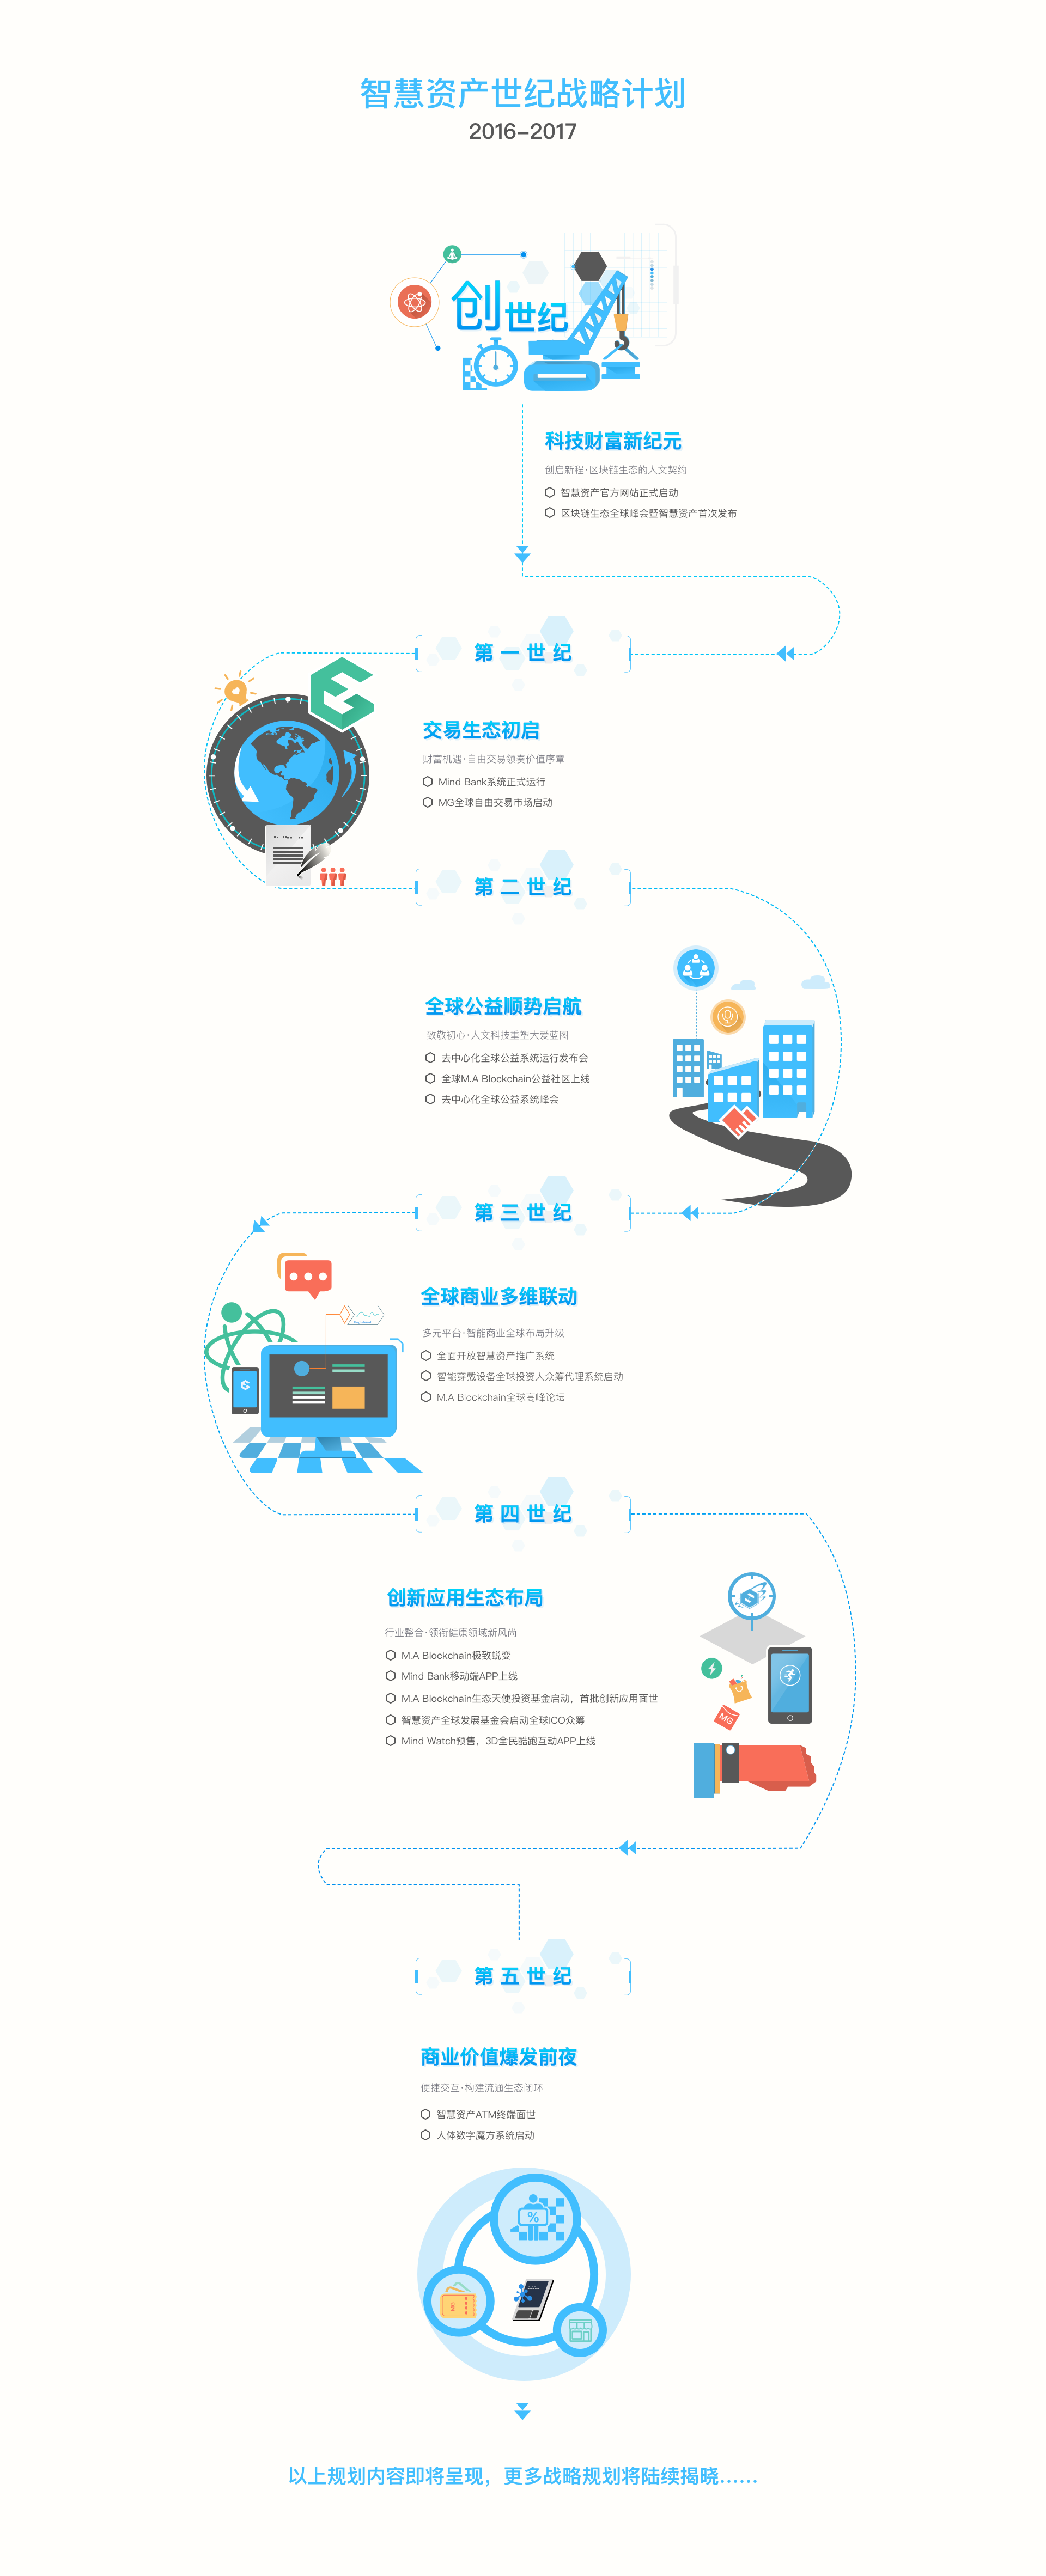 智慧资产世纪战略计划
2016-2017
创世纪
科技财富新纪元
创启新程·区块链生态的人文契约
智慧资产官方网站正式启动
区块链生态全球峰会暨智慧资产首次发布
第一世纪
交易生态初启
财富机遇·自由交易领奏价值序章
Mind Bank系统正式运行
MG全球自由交易市场启动
第二世纪
全球公益顺势启航
致敬初心·人文科技重塑大爱蓝图
去中心化全球公益系统运行发布会
全球M.A Blockchain公益社区上线
去中心化全球公益系统峰会
第三世纪
全球商业多维联动
多元平台·智能商业全球布局升级
全面开放智慧资产推广系统
智能穿戴设备全球投资人众筹代理系统启动
M.A Blockchain全球高峰论坛
第四世纪
创新应用生态布局
行业整合·领衔健康领域新风尚
M.A Blockchain极致蜕变
Mind Bank移动端APP上线
M.A Blockchain生态天使投资基金启动，首批创新应用面世
智慧资产全球发展基金会启动全球ICO众筹
MG
Mind Watch预售，3D全民酷跑互动APP上线
第五世纪
商业价值爆发前夜
便捷交互·构建流通生态闭环
智慧资产ATM终端面世
人体数字魔方系统启动
%
MG
以上规划内容即将呈现，更多战略规划将陆续揭晓……